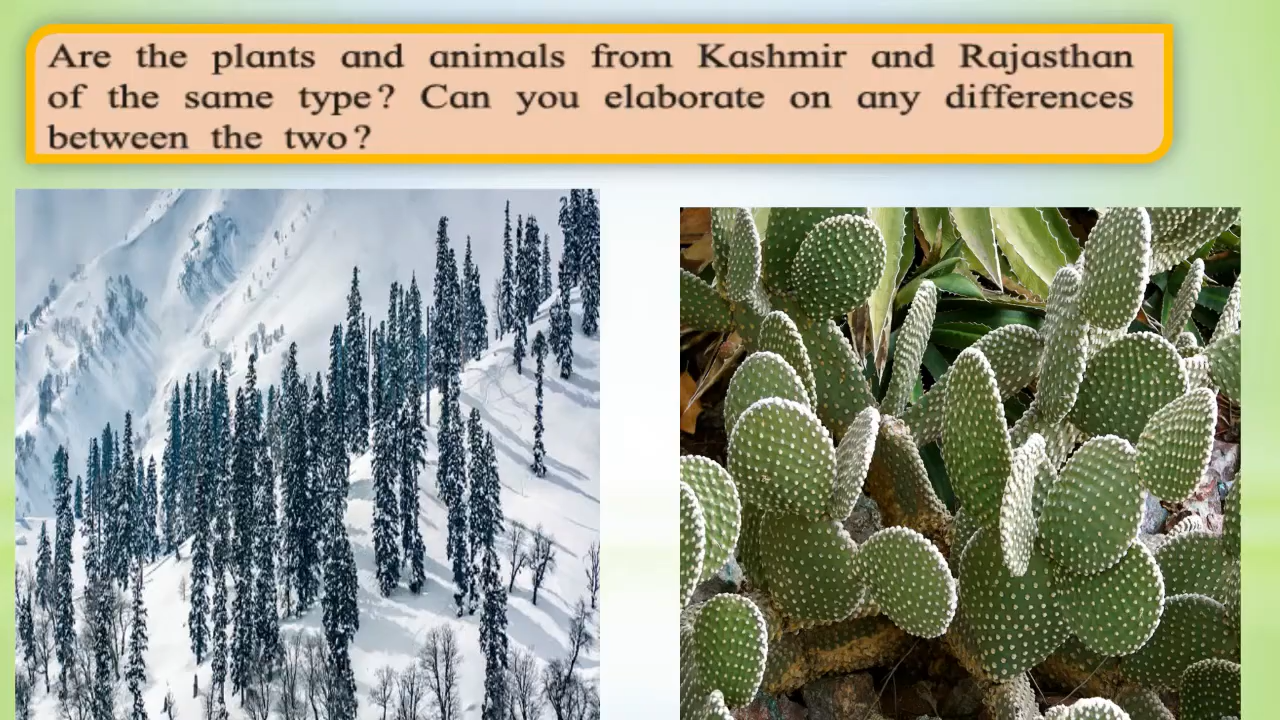 Are the plants and animals from Kashmir and Rajasthan
of the same type? Can you elaborate on any differences
between the two?